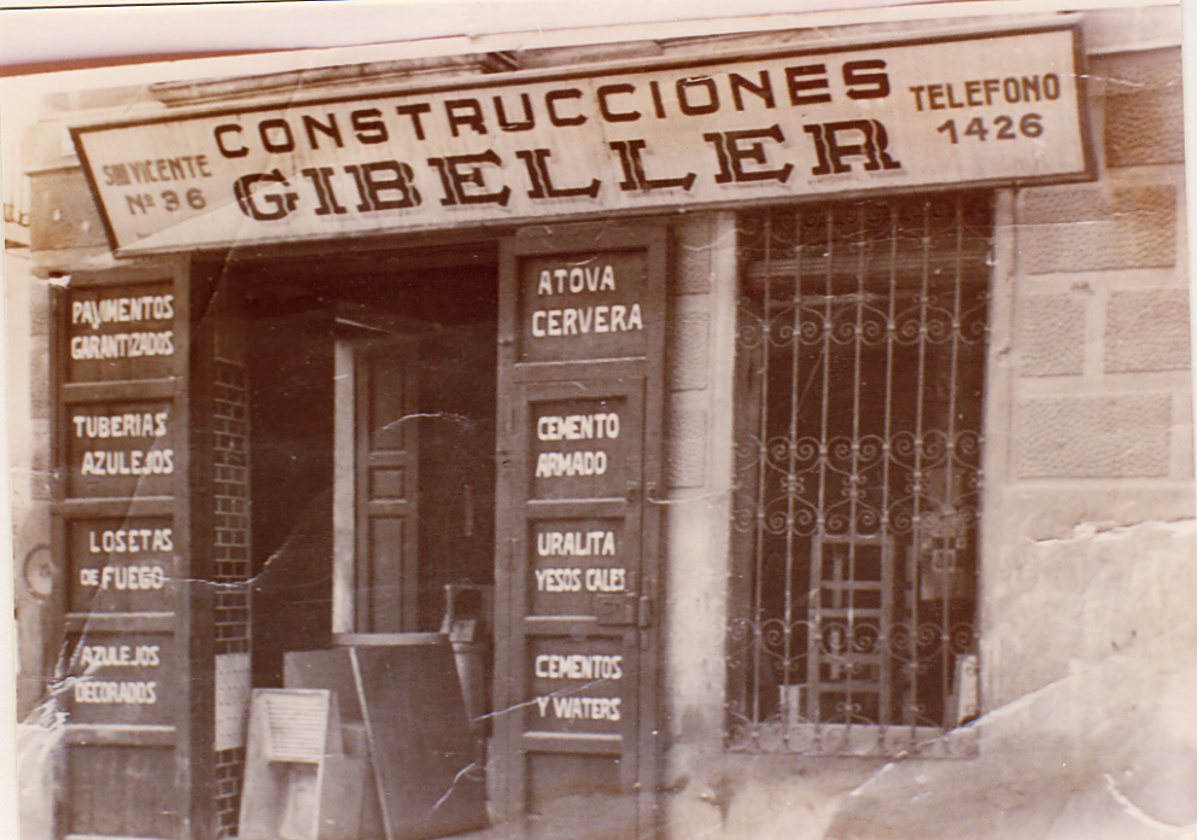 CONSTRUCCIONES
GIBELLER
SAN VICENTE
Nº 36
TELEFONO
1426
PAVIMENTOS
GARANTIZADOS
TUBERIAS
AZULEJOS
LOSETAS
DE FUEGO
AZULEJOS
DECORADOS
ATOVA
CERVERA
CEMENTO
ARMADO
URALITA
YESOS CALES
CEMENTOS
Y WATERS